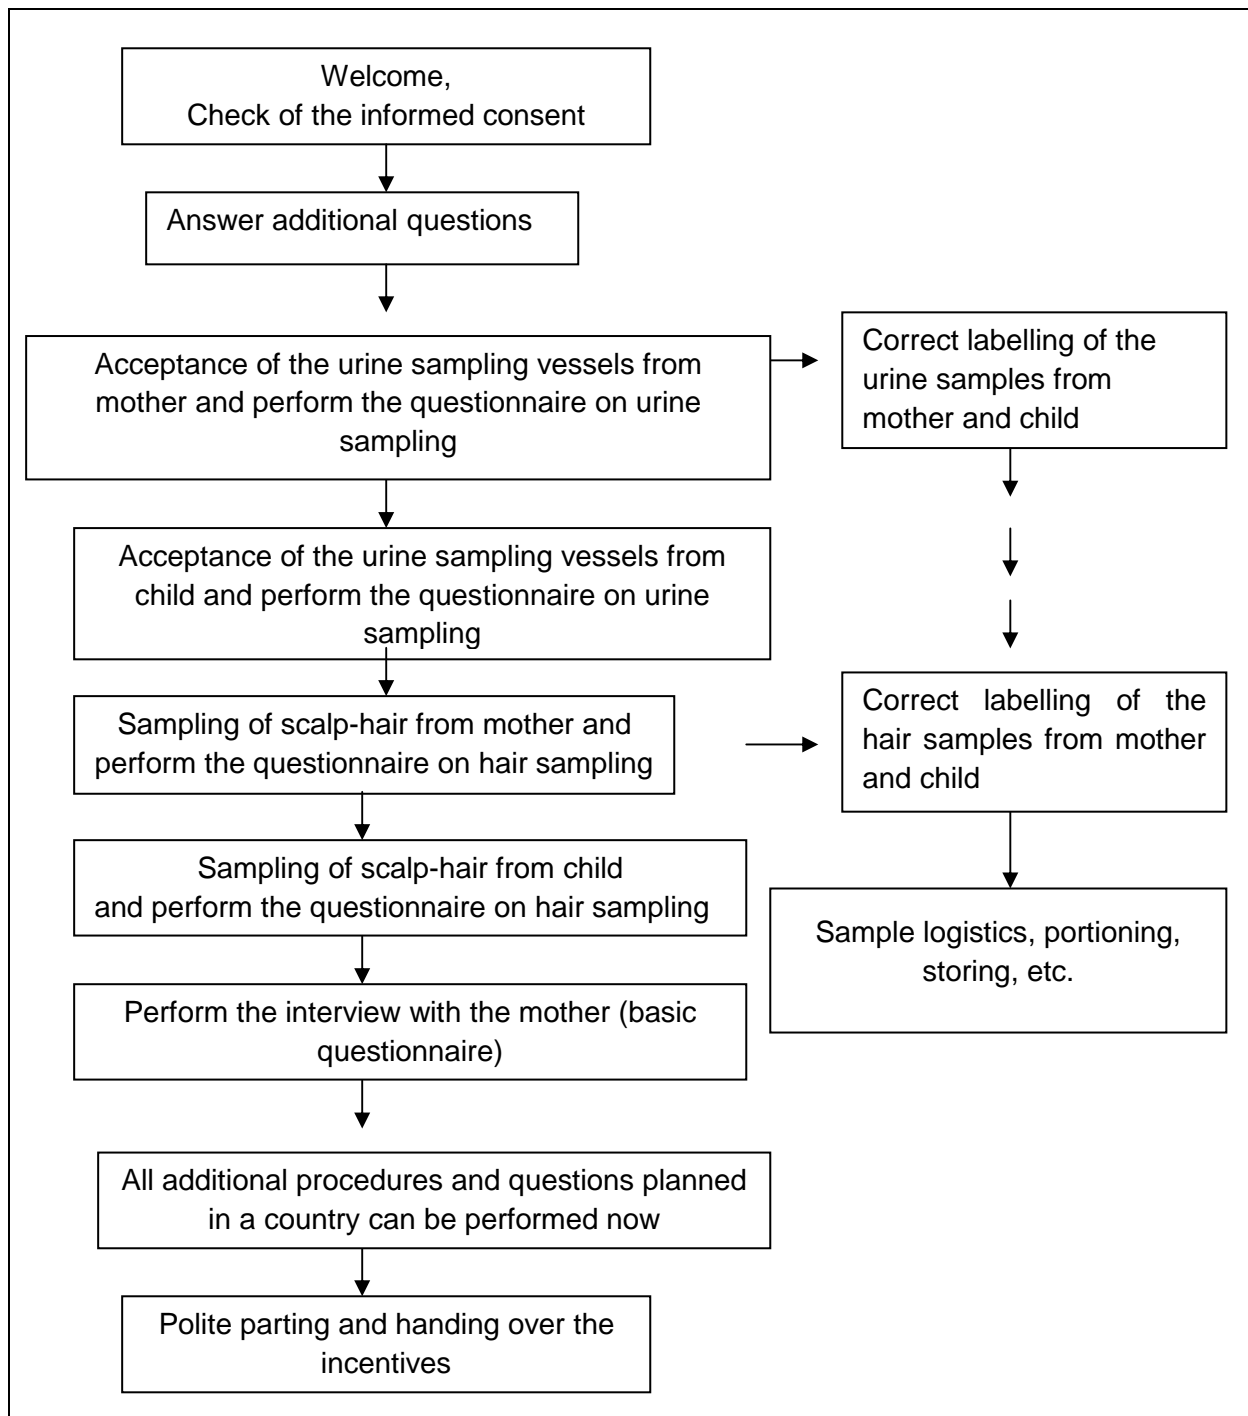 Welcome,
Check of the informed consent
Answer additional questions
Acceptance of the urine sampling vessels from
mother and perform the questionnaire on urine
sampling
Correct labelling of the
urine samples from
mother and child
Acceptance of the urine sampling vessels from
child and perform the questionnaire on urine
sampling
Sampling of scalp-hair from mother and
perform the questionnaire on hair sampling
Correct labelling of the
hair samples from mother
and child
Sampling of scalp-hair from child
and perform the questionnaire on hair sampling
Sample logistics, portioning,
storing, etc.
Perform the interview with the mother (basic
questionnaire)
All additional procedures and questions planned
in a country can be performed now
Polite parting and handing over the
incentives